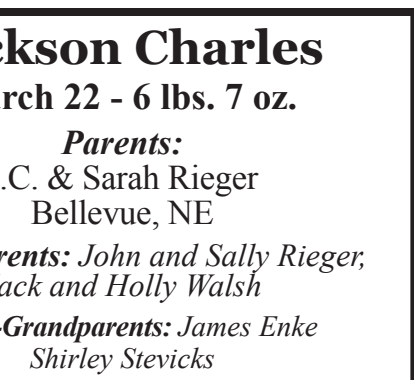 ckson Charles
rch 22 - 6 lbs. 7 oz.
Parents:
.C. & Sarah Rieger
Bellevue, NE
rents: John and Sally Rieger,
ack and Holly Walsh
-Grandparents: James Enke
Shirley Stevicks